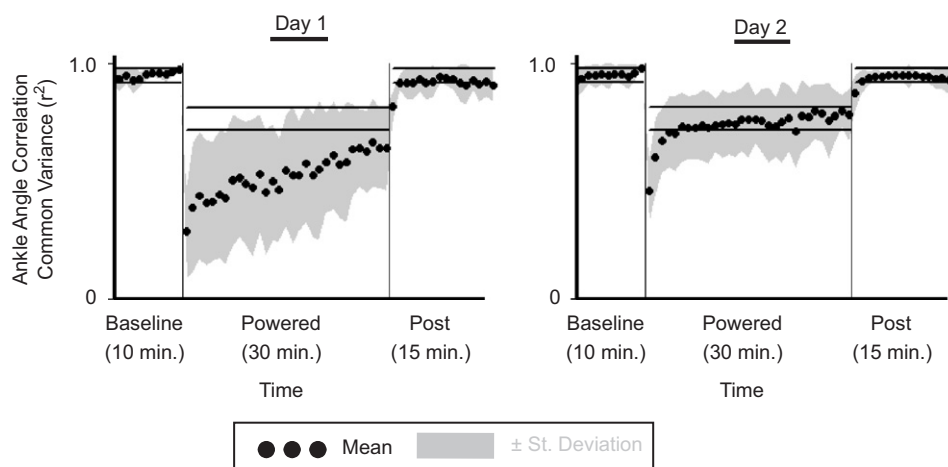 Day 1
Day 2
Ankle Angle Correlation
Common Variance (r²)
1.0
0
1.0
0
Baseline
(10 min.)
Powered
(30 min.)
Post
(15 min.)
Baseline
(10 min.)
Powered
(30 min.)
Post
(15 min.)
Time
Time
Mean
± St. Deviation